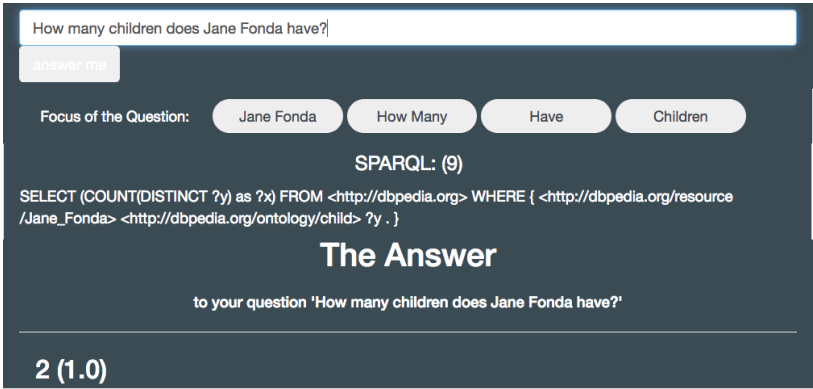 How many children does Jane Fonda have?
answer me
Focus of the Question: Jane Fonda How Many Have Children
SPARQL: (9)
SELECT (COUNT(DISTINCT ?y) as ?x) FROM <http://dbpedia.org> WHERE { <http://dbpedia.org/resource
/Jane_Fonda> <http://dbpedia.org/ontology/child> ?y . }
The Answer
to your question 'How many children does Jane Fonda have?'
2 (1.0)